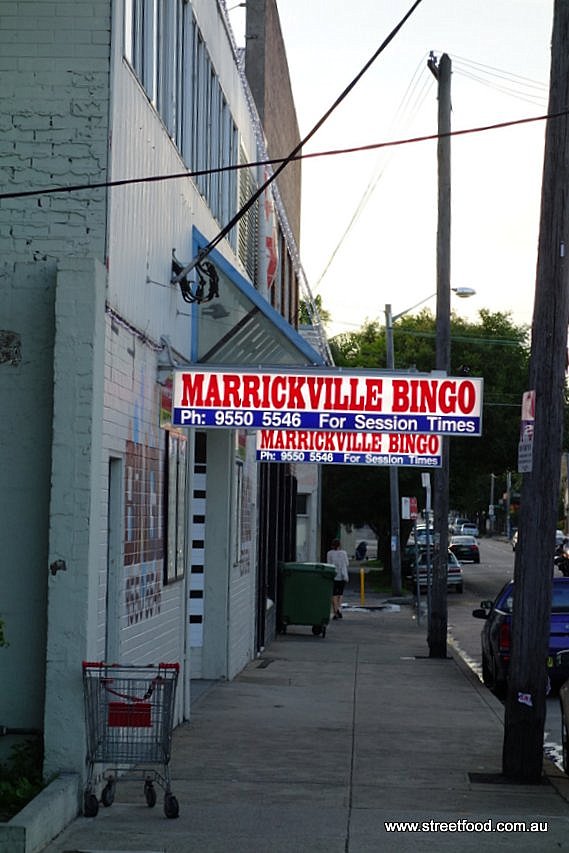 MARRICKVILLE BINGO
Ph: 9550 5546 For Session Times
MARRICKVILLE BINGO
Ph: 9550 5546 For Session Times
www.streetfood.com.au